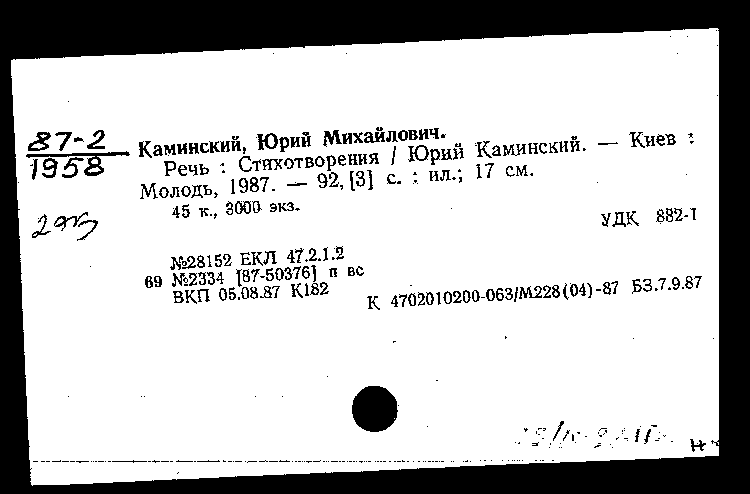 87-2
1958
Каминский, Юрий Михайлович.
Речь : Стихотворения / Юрий Каминский. — Киев :
Молодь, 1987. — 92, [3] с. : ил.; 17 см.
45 к., 3000 экз.
УДК 882-1
№28152 ЕКЛ 47.2.1.2
69 №2334 [87-50376] п вс
ВКП 05.08.87 К182
К 4702010200-063/М228(04)-87 БЗ.7.9.87